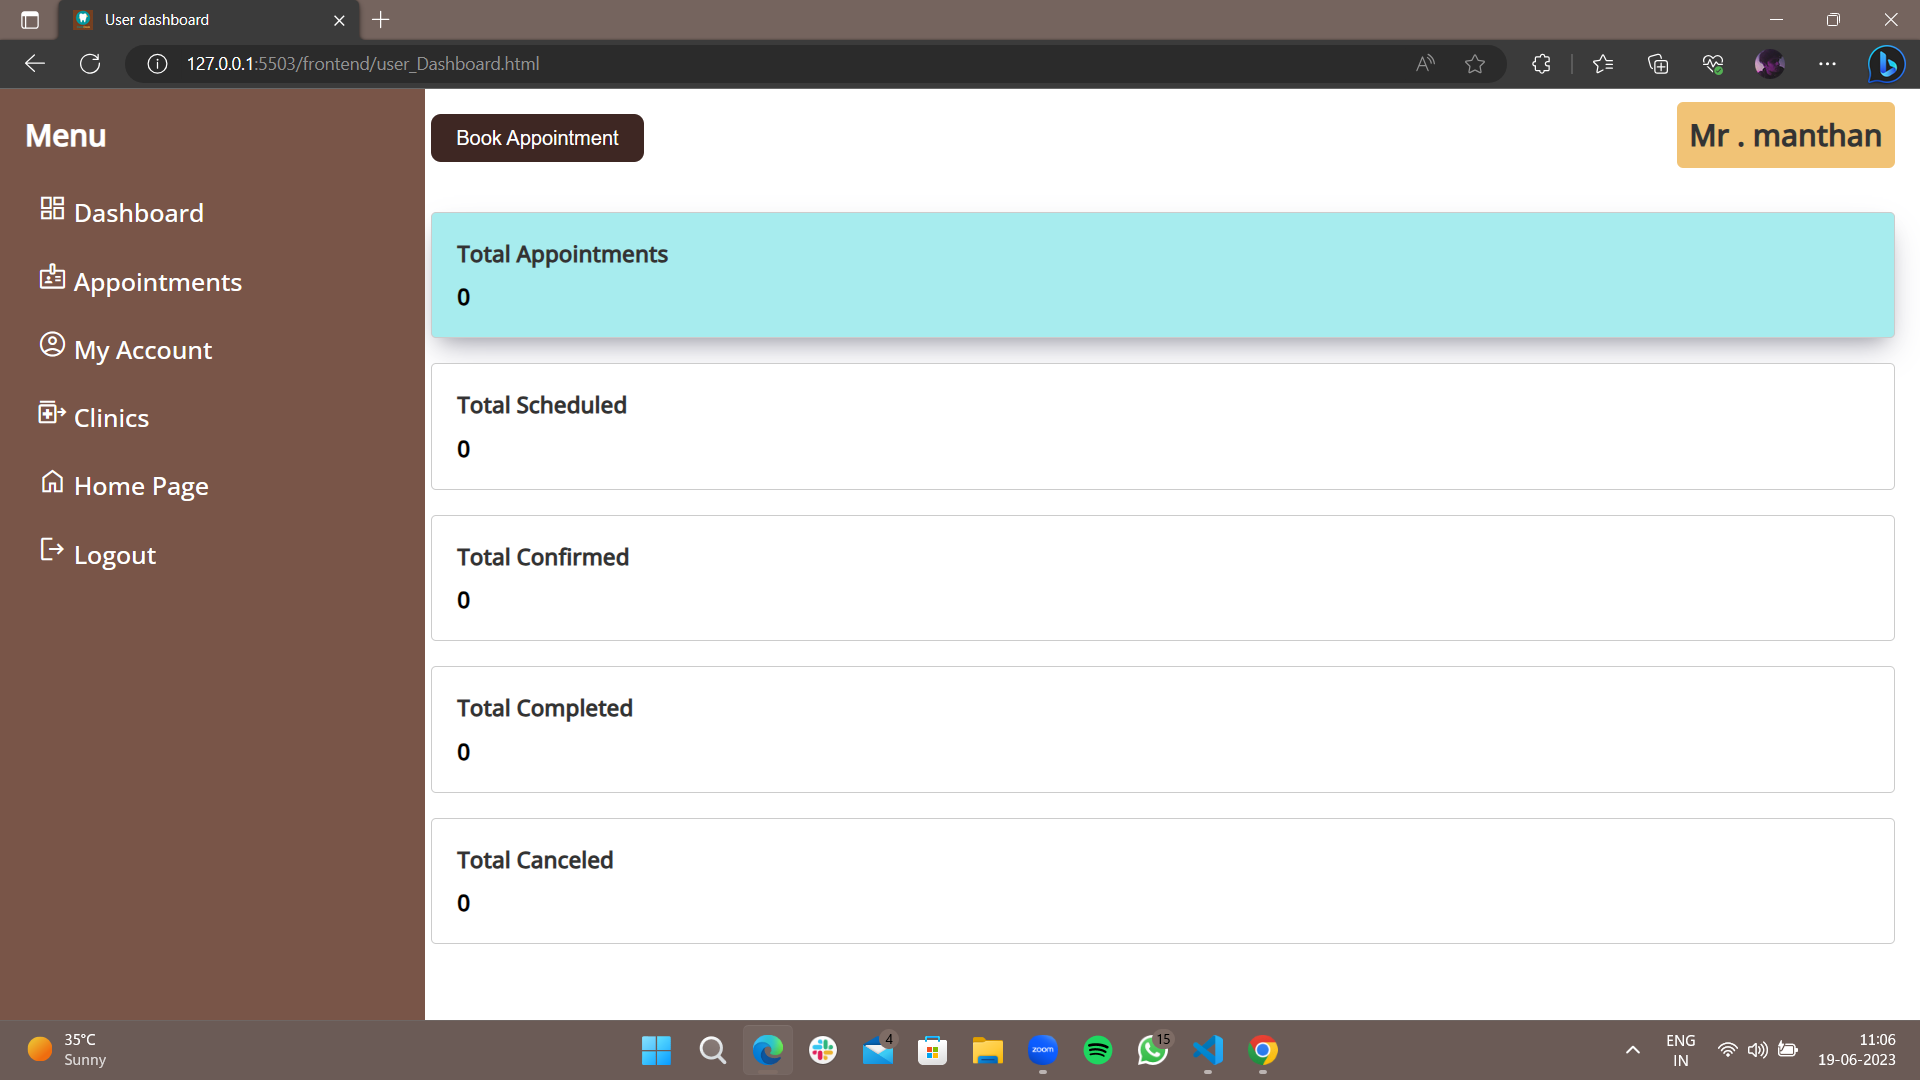 User dashboard
127.0.0.1:5503/frontend/user_Dashboard.html
Menu
Dashboard
Appointments
My Account
Clinics
Home Page
Logout
Book Appointment
Mr . manthan
Total Appointments
0
Total Scheduled
0
Total Confirmed
0
Total Completed
0
Total Canceled
0
35°C
Sunny
4
zoom
15
ENG
IN
11:06
19-06-2023